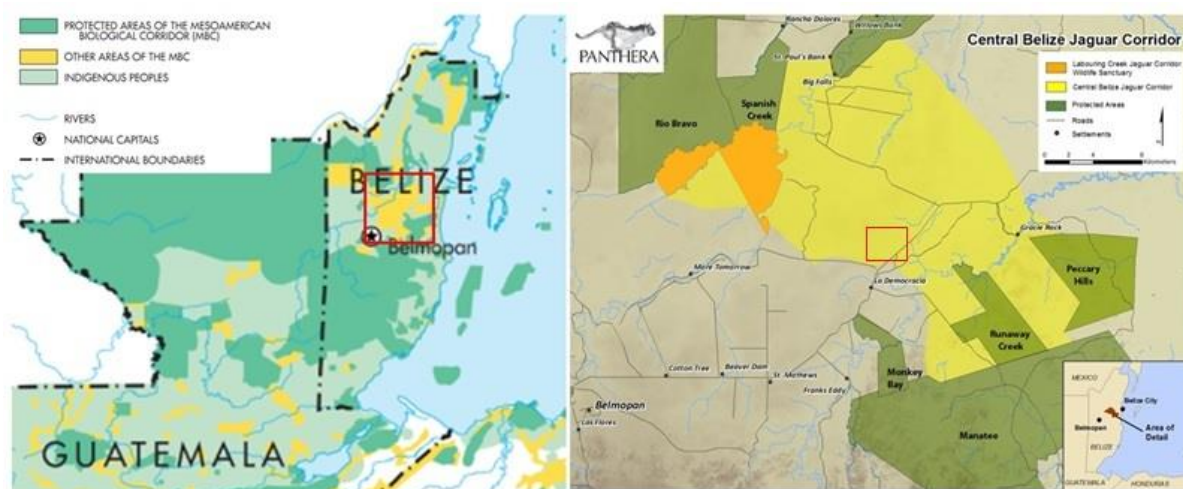 PROTECTED AREAS OF THE MESOAMERICAN
BIOLOGICAL CORRIDOR (MBC)
OTHER AREAS OF THE MBC
INDIGENOUS PEOPLES
RIVERS
NATIONAL CAPITALS
INTERNATIONAL BOUNDARIES
BELIZE
Belmopan
GUATEMALA
PANTHERA
Central Belize Jaguar Corridor
Labouring Creek Jaguar Corridor
Wildlife Sanctuary
Central Belize Jaguar Corridor
Protected Areas
Roads
Settlements
Kilometers
Rancho Dolores
Willows Bank
St. Paul's Bank
Big Falls
Spanish
Creek
Rio Bravo
Gracie Rock
More Tomorrow
La Democracia
Peccary
Hills
Runaway
Creek
Monkey
Bay
Cotton Tree
Beaver Dam
St. Mathews
Franks Eddy
Belmopan
Las Flores
Manatee
MEXICO
Belize City
Belmopan
Area of
Detail
BELIZE
GUATEMALA
HONDURAS